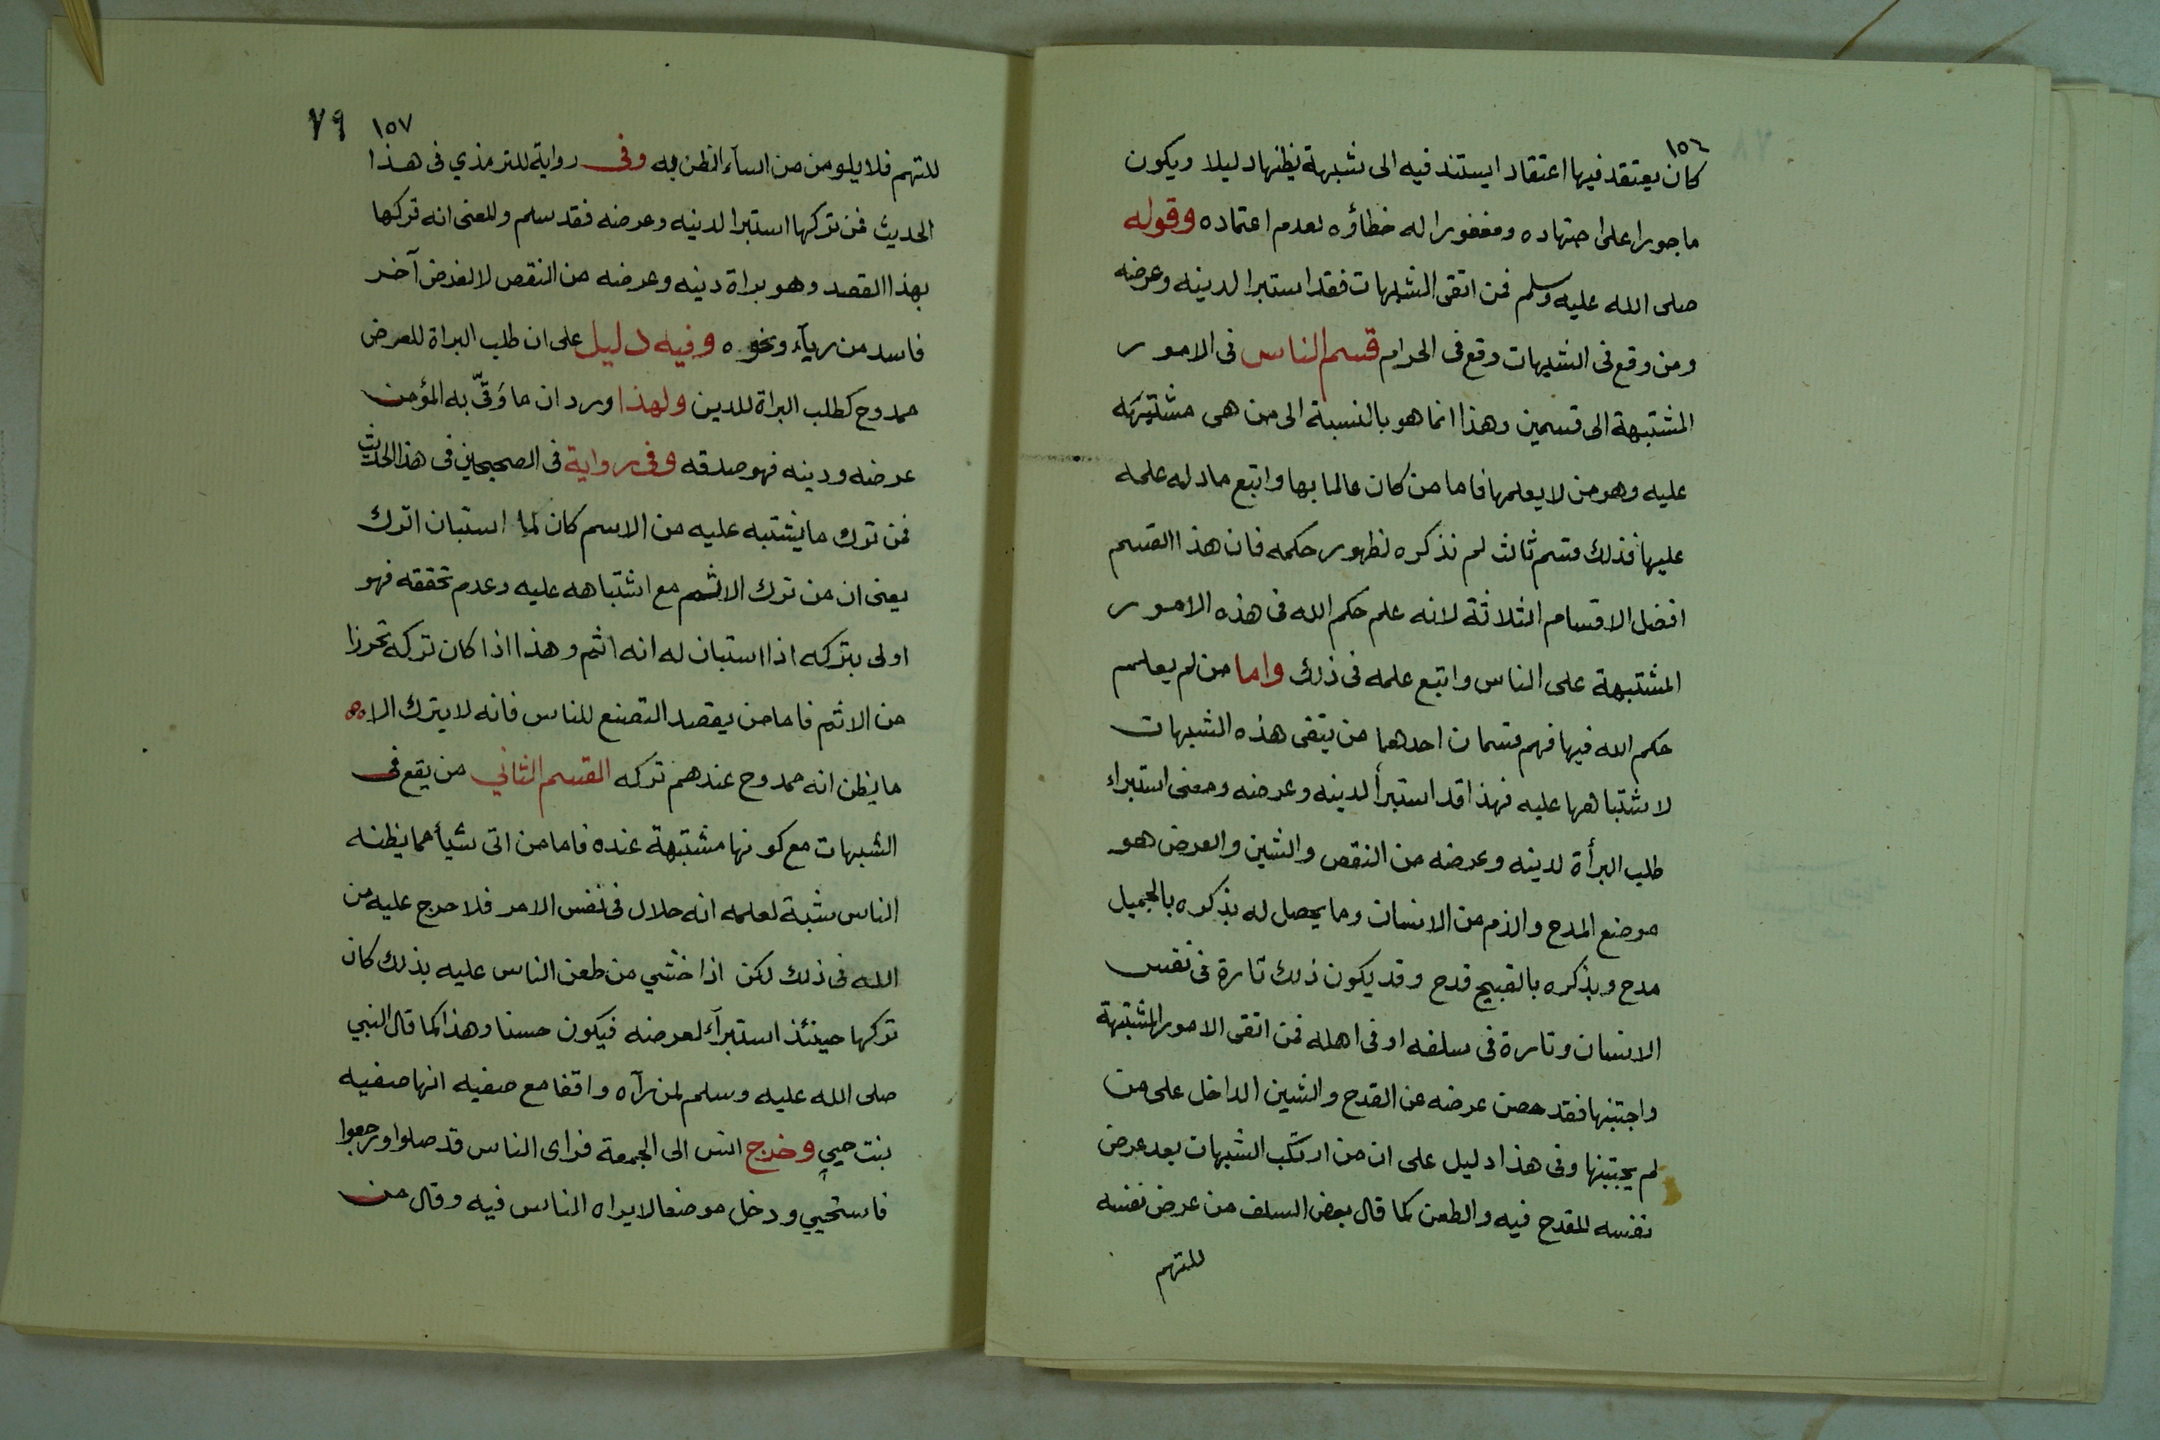 ١٥٦
كان يعتقد فيها اعتقادا يستند فيه الى شبهة يظنها دليلا ويكون
ماجورا على اجتهاده ومغفورا له خطاؤه لعدم اعتماده وقوله
صلى الله عليه وسلم فمن اتقى الشبهات فقد استبرا لدينه وعرضه
ومن وقع فى الشبهات وقع فى الحرام قسم الناس فى الامور
المشتبهة الى قسمين وهذا انما هو بالنسبة الى من هى مشتبهه
عليه وهو من لا يعلمها فاما من كان عالما بها واتبع ما دله علمه
عليها فذلك قسم ثالث لم نذكره لظهور حكمه فان هذا القسم
افضل الاقسام الثلاثة لانه علم حكم الله فى هذه الامور
المشتبهة على الناس واتبع علمه فى ذلك واما من لم يعلم
حكم الله فيها فهم قسمان احدهما من يتقى هذه الشبهات
لاشتباهها عليه فهذا قد استبرأ لدينه وعرضه ومعنى استبراء
طلب البرأة لدينه وعرضه من النقص والشين والعرض هو
موضع المدح والذم من الانسان وما يحصل له بذكره بالجميل
مدح وبذكره بالقبيح قدح وقد يكون ذلك تارة فى نفس
الانسان وتارة فى سلفه او فى اهله فمن اتقى الامور المشتبهة
واجتنبها فقد حصن عرضه عن القدح والشين الداخل على من
لم يجتنبها وفى هذا دليل على ان من ارتكب الشبهات بعد عرض
نفسه للقدح فيه والطعن كما قال بعض السلف من عرض نفسه
للتهم
٧٩ ١٥٧
للتهم فلا يلومن من اسآء الظن به وفى رواية للترمذي فى هذا
الحديث فمن تركها استبرا لدينه وعرضه فقد سلم والمعنى انه تركها
بهذا القصد وهو براة دينه وعرضه من النقص لا لغرض آخر
فاسد من ريآء ونحوه وفيه دليل على ان طلب البراة للعرض
ممدوح كطلب البراة للدين ولهذا ورد ان ما وَقىّ به المؤمن
عرضه ودينه فهو صدقه وفى رواية فى الصحيحين فى هذا الحديث
فمن ترك ما يشتبه عليه من الاسم كان لما استبان اترك
يعنى ان من ترك الاثم مع اشتباهه عليه وعدم تحققه فهو
اولى بتركه اذا استبان له انه اثم وهذا اذا كان تركه تحرزا
من الاثم فاما من يقصد التصنع للناس فانه لا يترك الا
ما يظن انه ممدوح عندهم تركه القسم الثاني من يقع فى
الشبهات مع كونها مشتبهة عنده فاما من اتى شيأ مما يظنه
الناس شبة لعلمه انه حلال فى نفس الامر فلا حرج عليه من
الله فى ذلك لكن اذا خشي من طعن الناس عليه بذلك كان
تركها حينئذ استبرآء لعرضه فيكون حسنا وهذا كما قال النبي
صلى الله عليه وسلم لمن رآه واقفا مع صفيه انها صفيه
بنت حيي وخرج انس الى الجمعة فراى الناس قد صلوا ورجعوا
فاستحيي ودخل موضعا لا يراه الناس فيه وقال من